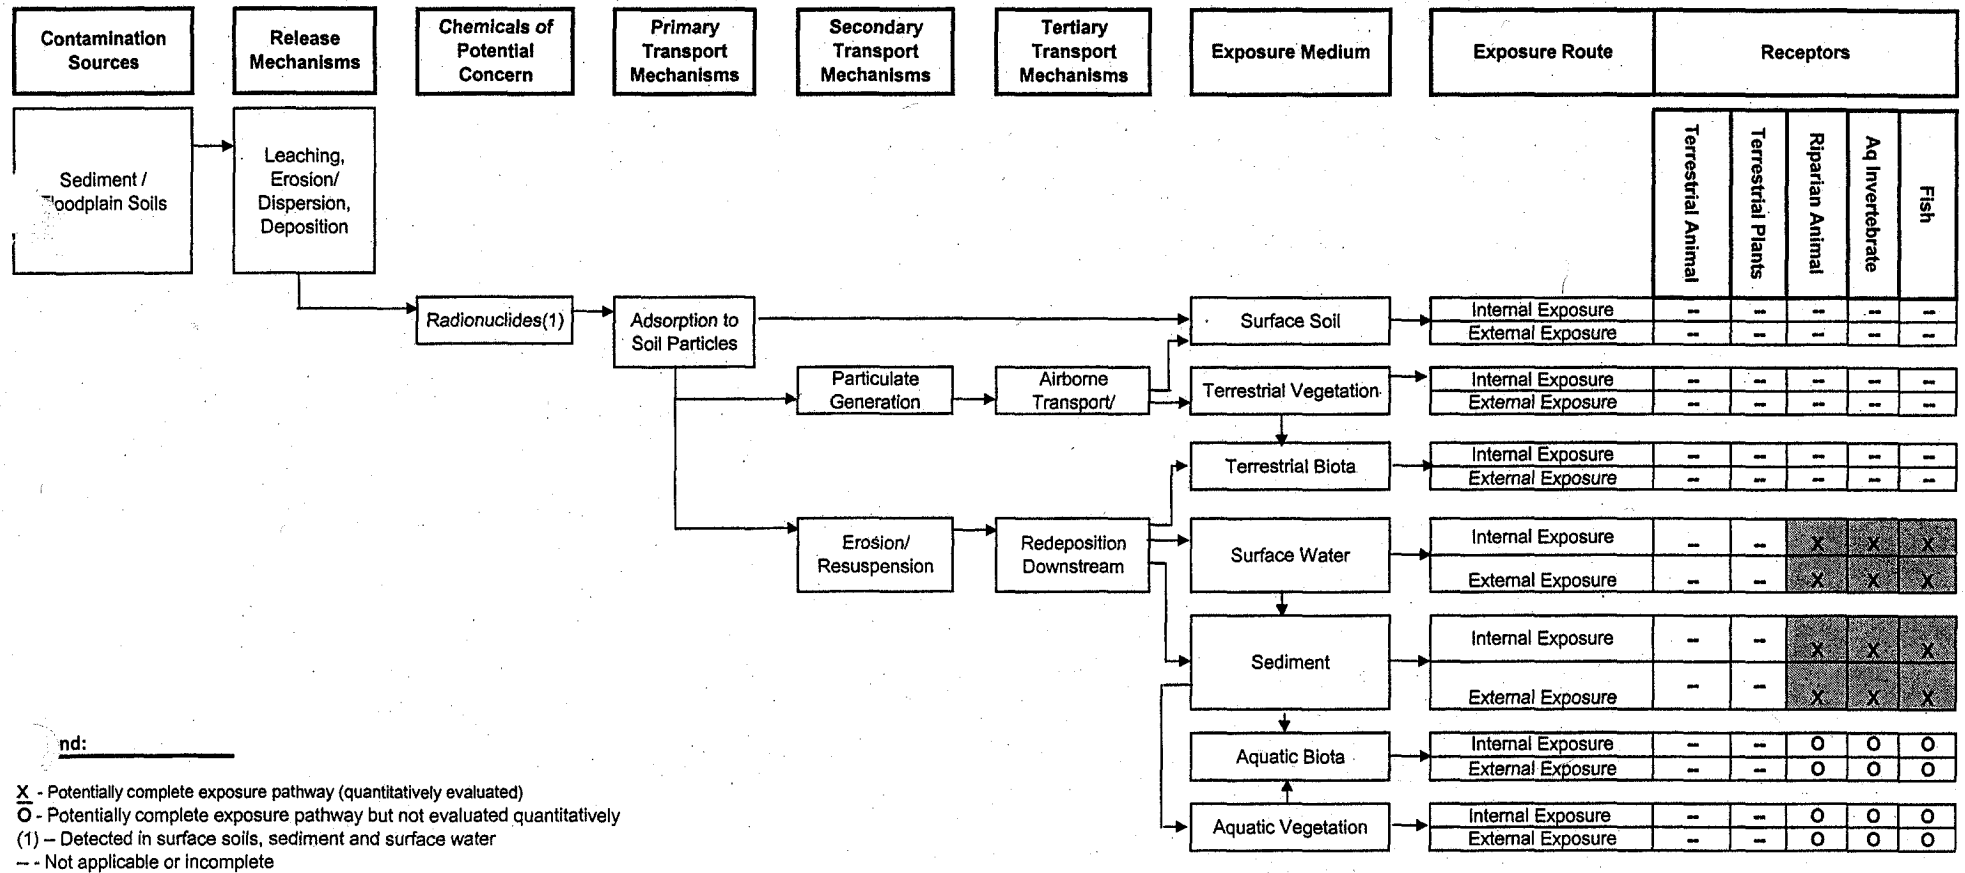 Contamination
Sources
Release
Mechanisms
Chemicals of
Potential
Concern
Primary
Transport
Mechanisms
Secondary
Transport
Mechanisms
Tertiary
Transport
Mechanisms
Exposure Medium
Exposure Route
Receptors
Sediment /
loodplain Soils
Leaching,
Erosion/
Dispersion,
Deposition
Terrestrial Animal
Terrestrial Plants
Riparian Animal
Aq Invertebrate
Fish
Radionuclides(1)
Adsorption to
Soil Particles
Surface Soil
Internal Exposure -- -- -- -- --
External Exposure -- -- -- -- --
Particulate
Generation
Airborne
Transport/
Terrestrial Vegetation
Internal Exposure -- -- -- -- --
External Exposure -- -- -- -- --
Terrestrial Biota
Internal Exposure -- -- -- -- --
External Exposure -- -- -- -- --
Erosion/
Resuspension
Redeposition
Downstream
Surface Water
Internal Exposure -- -- X X X
External Exposure -- -- X X X
Sediment
Internal Exposure -- -- X X X
External Exposure -- -- X X X
Aquatic Biota
Internal Exposure -- -- O O O
External Exposure -- -- O O O
Aquatic Vegetation
Internal Exposure -- -- O O O
External Exposure -- -- O O O
nd:
X - Potentially complete exposure pathway (quantitatively evaluated)
O - Potentially complete exposure pathway but not evaluated quantitatively
(1) – Detected in surface soils, sediment and surface water
-- - Not applicable or incomplete